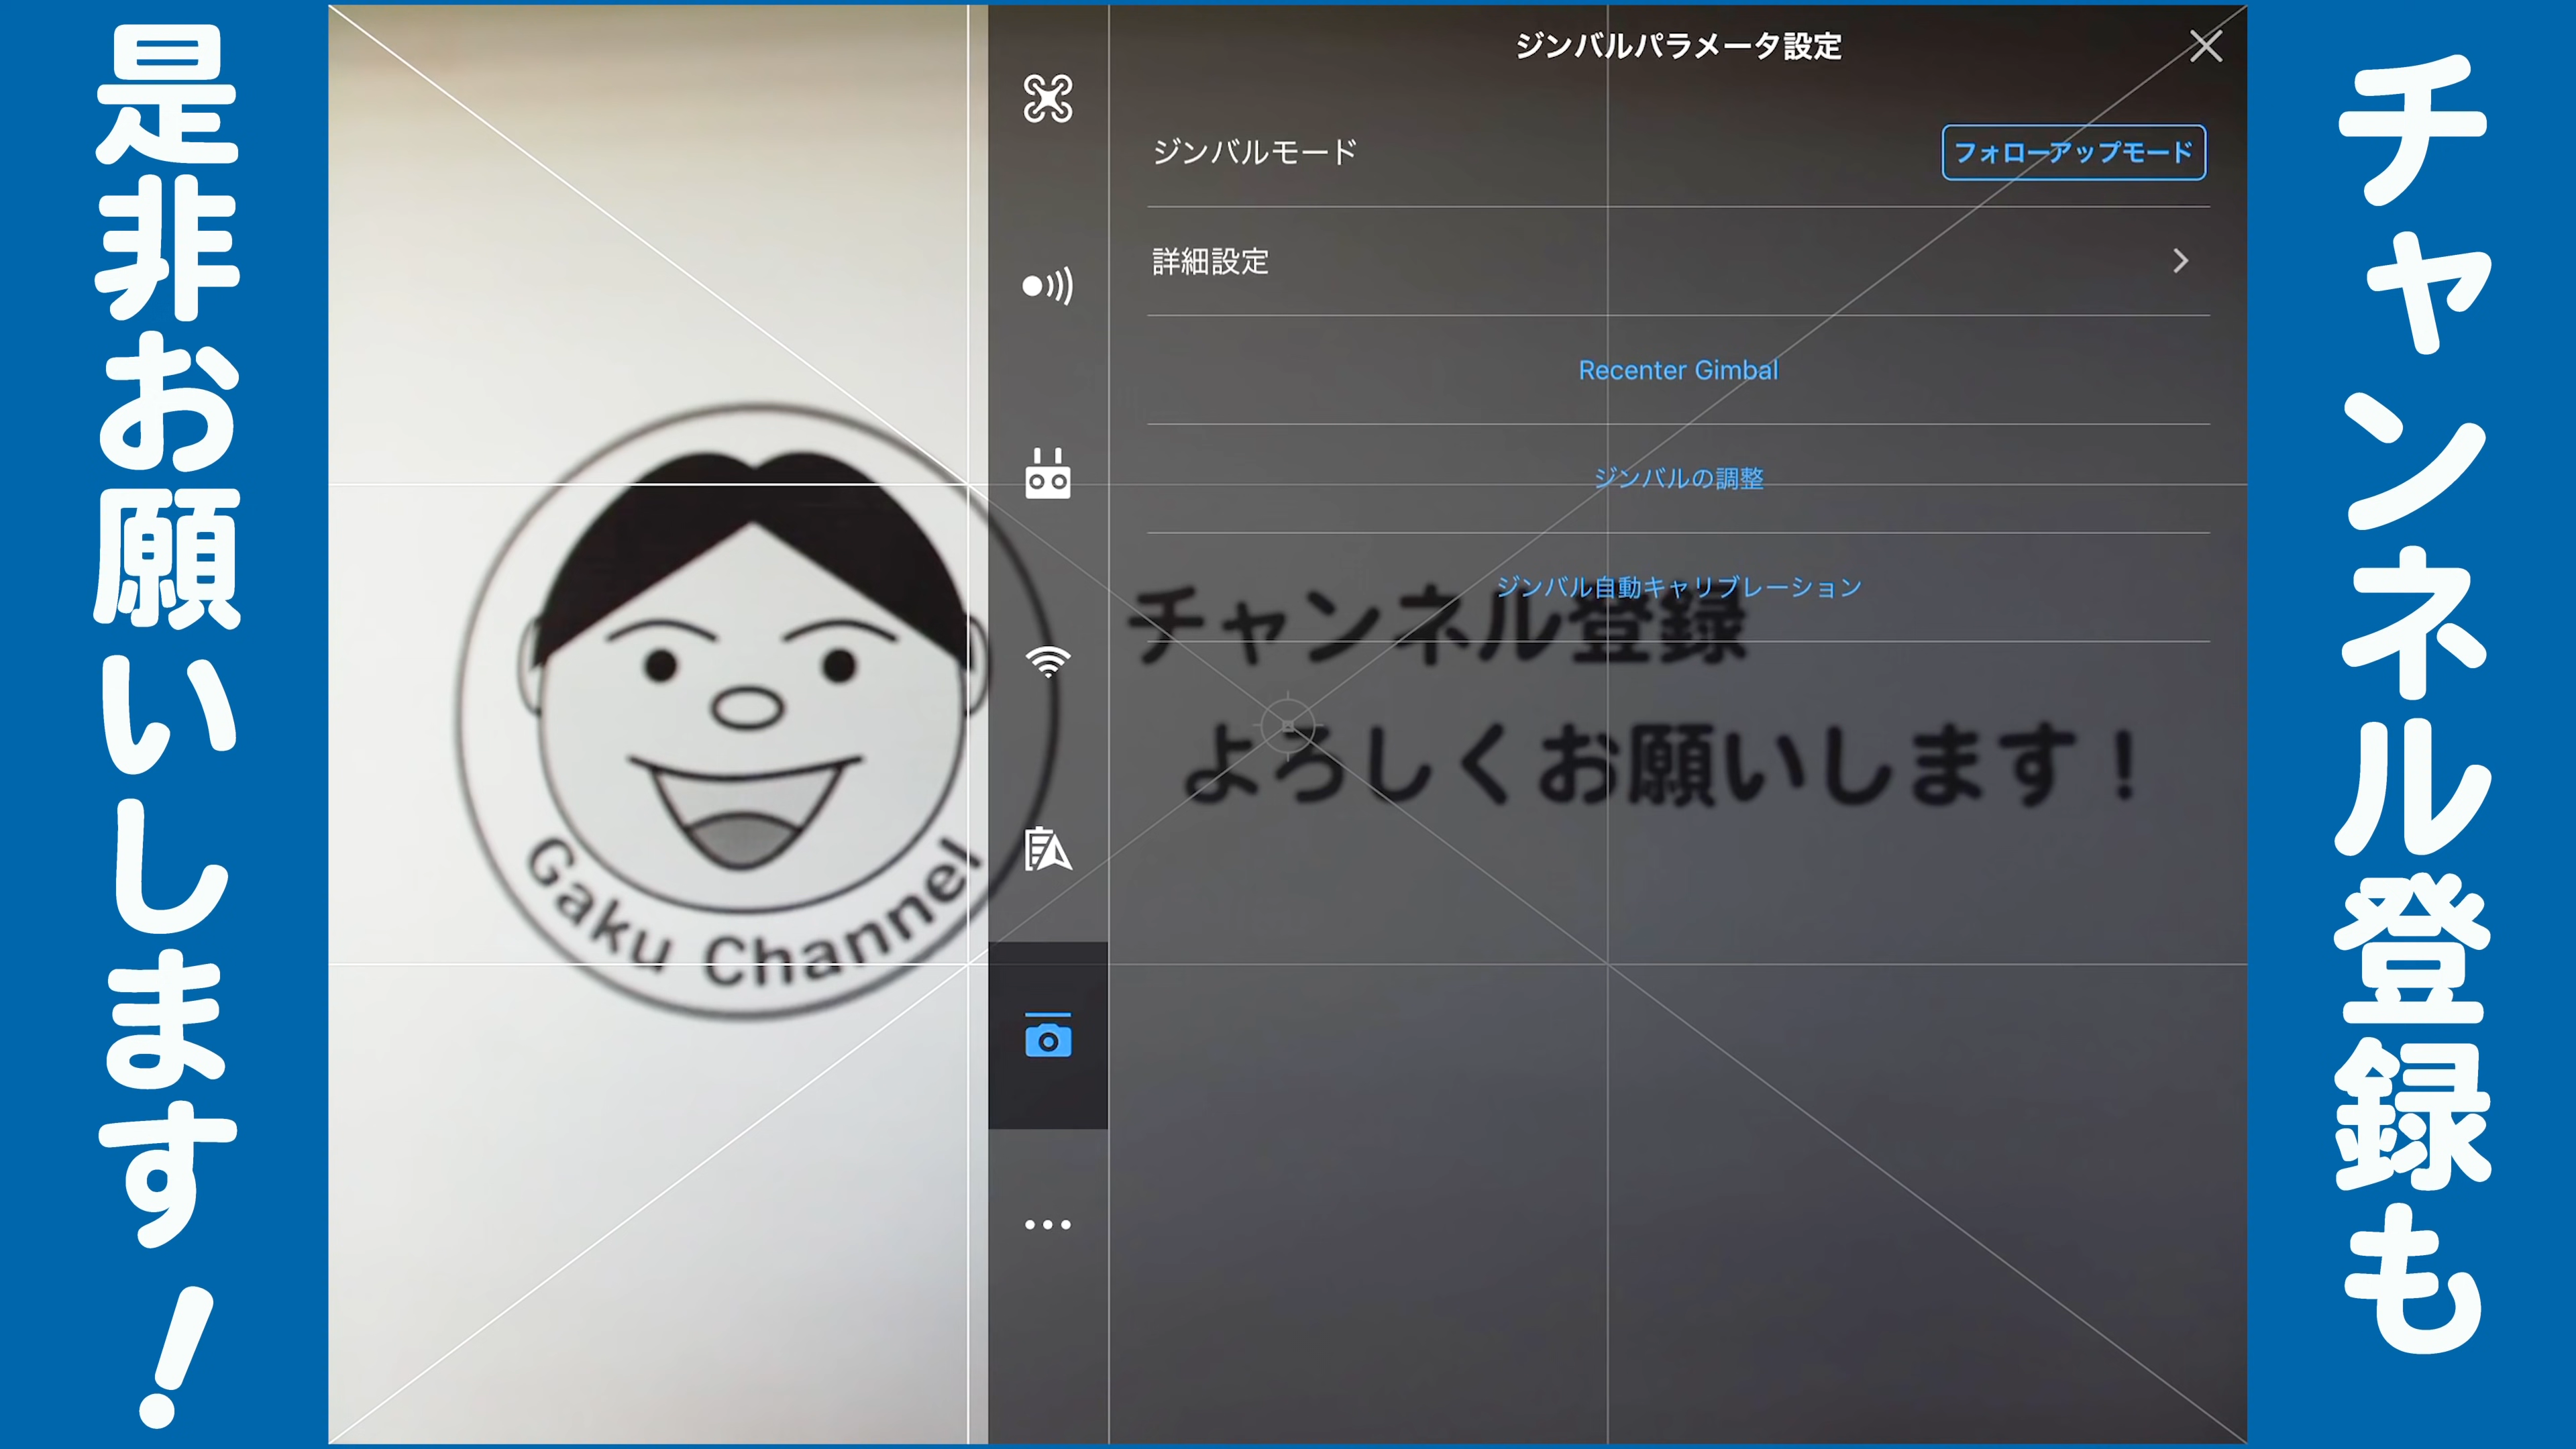 チャンネル登録も
是非お願いします！
ジンバルパラメータ設定
ジンバルモード
フォローアップモード
詳細設定
Recenter Gimbal
ジンバルの調整
ジンバル自動キャリブレーション
チャンネル登録
よろしくお願いします！
Gaku Channel